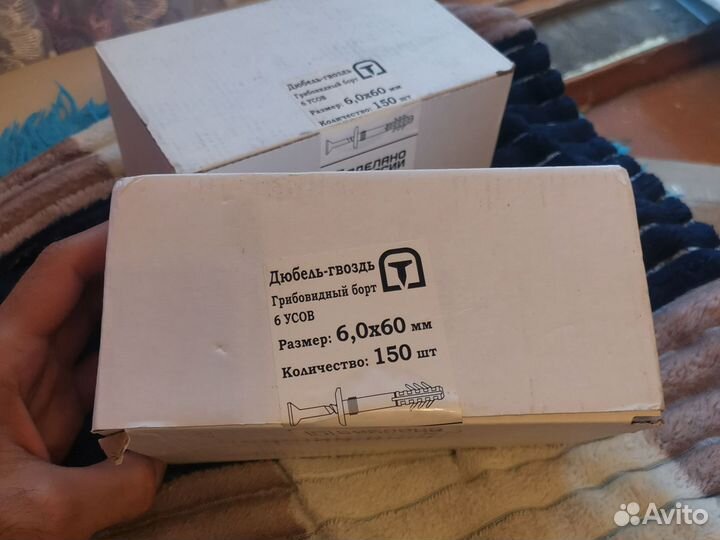 Дюбель-гвоздь
Грибовидный борт
6 УСОВ
Размер: 6,0х60 мм
Количество: 150 шт
Дюбель-гвоздь
Грибовидный борт
6 УСОВ
Размер: 6,0х60 мм
Количество: 150 шт
Avito